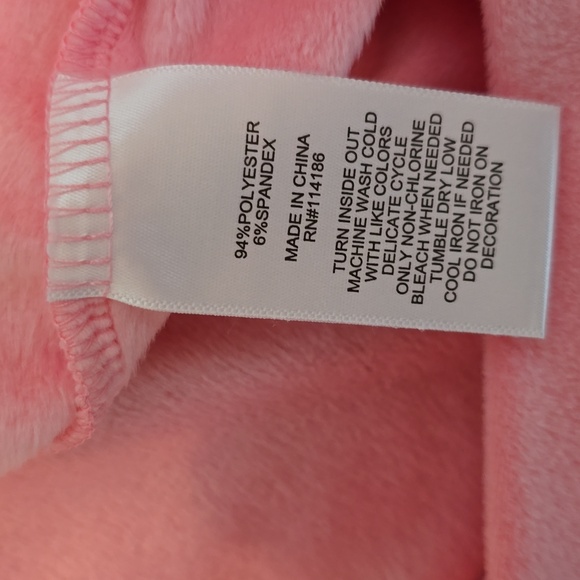 94%POLYESTER
6%SPANDEX
MADE IN CHINA
RN#114186
TURN INSIDE OUT
MACHINE WASH COLD
WITH LIKE COLORS
DELICATE CYCLE
ONLY NON-CHLORINE
BLEACH WHEN NEEDED
TUMBLE DRY LOW
COOL IRON IF NEEDED
DO NOT IRON ON
DECORATION